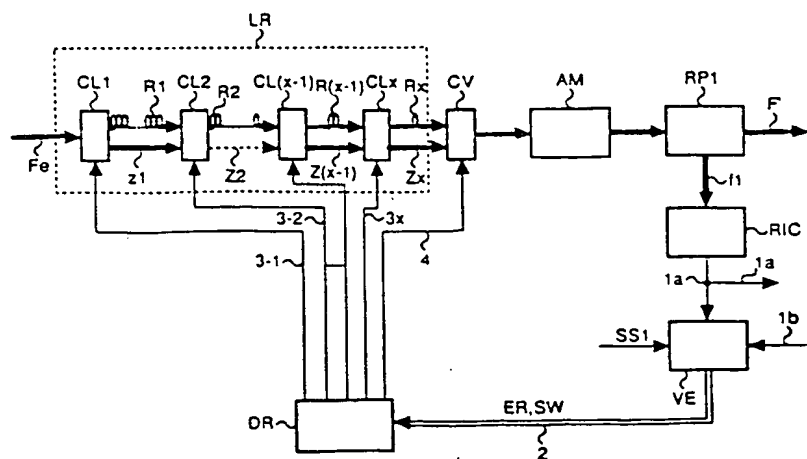 LR
CL1 R1 CL2 R2 CL(x-1) R(x-1) CLx Rx CV AM RP1
F
Fe z1 Z2 Z(x-1) Zx f1
3-2 3x
RIC
3-1 4
1a 1a
SS1 1b
VE
DR ER,SW
2